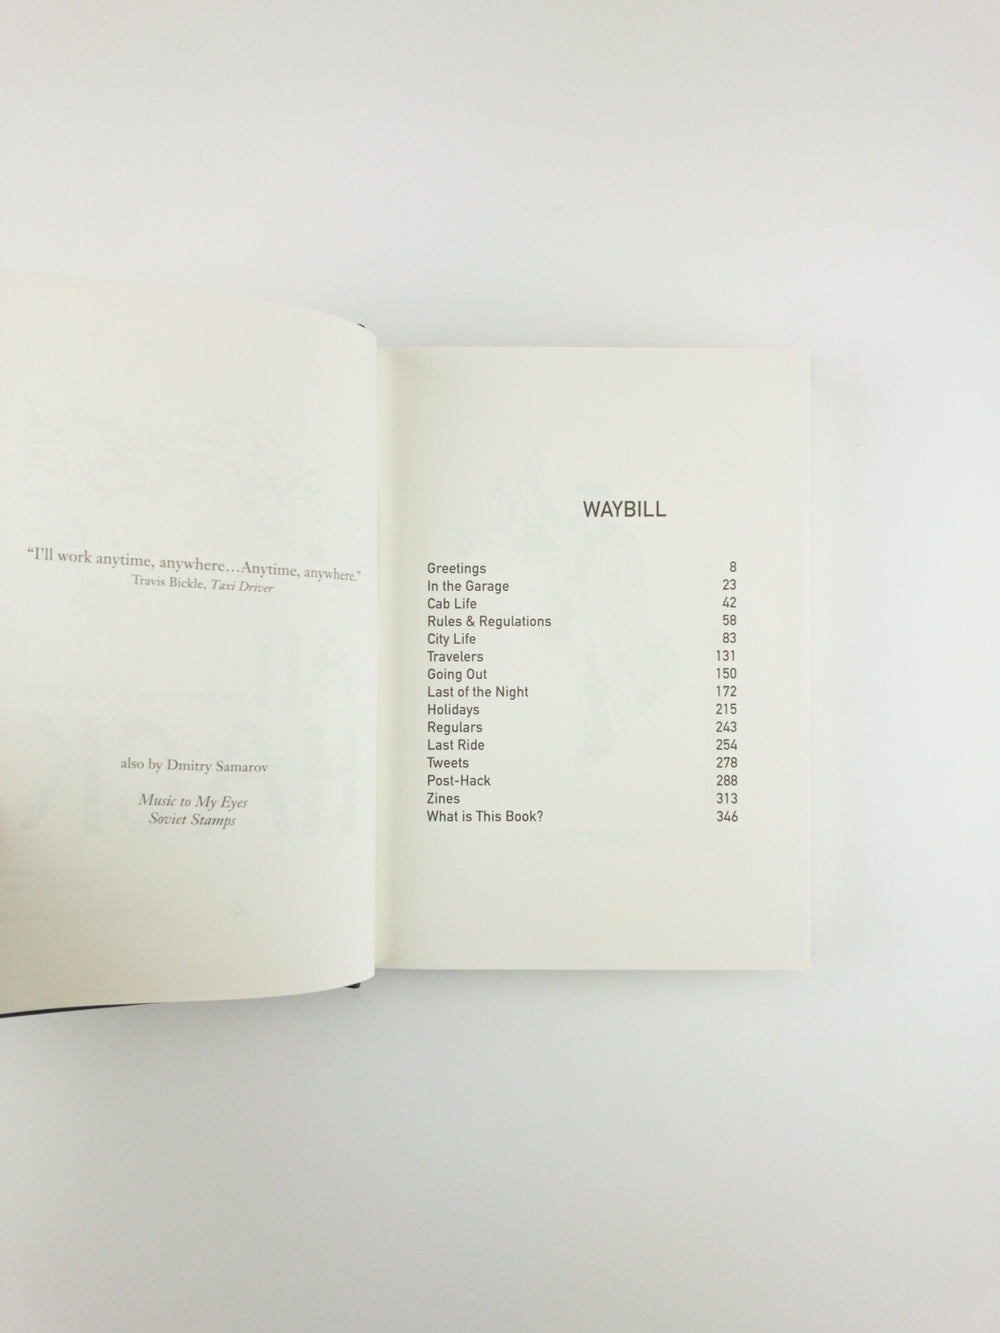 “I’ll work anytime, anywhere…Anytime, anywhere.”
Travis Bickle, Taxi Driver
also by Dmitry Samarov
Music to My Eyes
Soviet Stamps
WAYBILL
Greetings 8
In the Garage 23
Cab Life 42
Rules & Regulations 58
City Life 83
Travelers 131
Going Out 150
Last of the Night 172
Holidays 215
Regulars 243
Last Ride 254
Tweets 278
Post-Hack 288
Zines 313
What is This Book? 346
GREETINGS